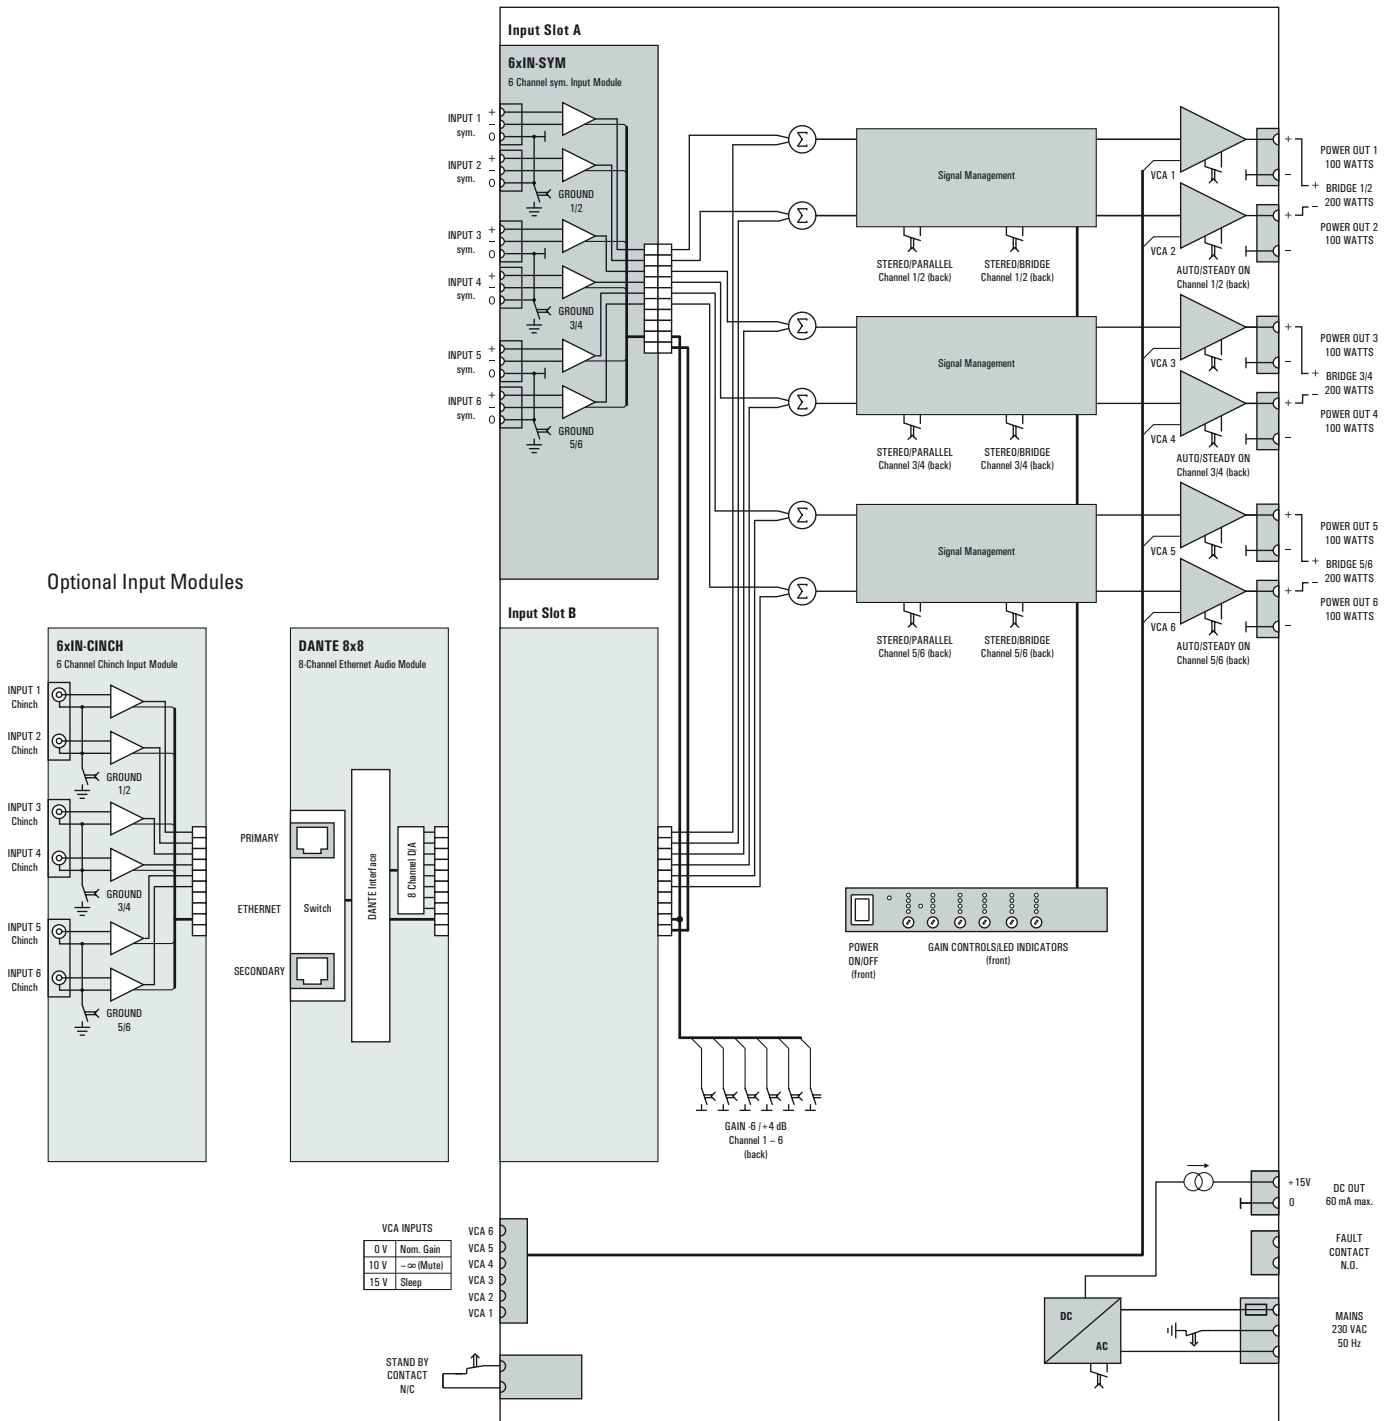 Input Slot A
6xIN-SYM
6 Channel sym. Input Module
INPUT 1
sym.
+
−
0
INPUT 2
sym.
+
−
0
GROUND
1/2
INPUT 3
sym.
+
−
0
INPUT 4
sym.
+
−
0
GROUND
3/4
INPUT 5
sym.
+
−
0
INPUT 6
sym.
+
−
0
GROUND
5/6
Σ
Σ
Signal Management
STEREO/PARALLEL
Channel 1/2 (back)
STEREO/BRIDGE
Channel 1/2 (back)
VCA 1
VCA 2
AUTO/STEADY ON
Channel 1/2 (back)
+
−
+
−
POWER OUT 1
100 WATTS
+ BRIDGE 1/2
− 200 WATTS
POWER OUT 2
100 WATTS
Σ
Σ
Signal Management
STEREO/PARALLEL
Channel 3/4 (back)
STEREO/BRIDGE
Channel 3/4 (back)
VCA 3
VCA 4
AUTO/STEADY ON
Channel 3/4 (back)
+
−
+
−
POWER OUT 3
100 WATTS
+ BRIDGE 3/4
− 200 WATTS
POWER OUT 4
100 WATTS
Σ
Σ
Signal Management
STEREO/PARALLEL
Channel 5/6 (back)
STEREO/BRIDGE
Channel 5/6 (back)
VCA 5
VCA 6
AUTO/STEADY ON
Channel 5/6 (back)
+
−
+
−
POWER OUT 5
100 WATTS
+ BRIDGE 5/6
− 200 WATTS
POWER OUT 6
100 WATTS
Optional Input Modules
6xIN-CINCH
6 Channel Chinch Input Module
INPUT 1
Chinch
INPUT 2
Chinch
GROUND
1/2
INPUT 3
Chinch
INPUT 4
Chinch
GROUND
3/4
INPUT 5
Chinch
INPUT 6
Chinch
GROUND
5/6
DANTE 8x8
8-Channel Ethernet Audio Module
PRIMARY
ETHERNET
SECONDARY
Switch
DANTE Interface
8 Channel D/A
Input Slot B
POWER
ON/OFF
(front)
GAIN CONTROLS/LED INDICATORS
(front)
GAIN -6 / +4 dB
Channel 1 – 6
(back)
VCA INPUTS
0 V Nom. Gain
10 V − ∞ (Mute)
15 V Sleep
VCA 6
VCA 5
VCA 4
VCA 3
VCA 2
VCA 1
STAND BY
CONTACT
N/C
+15V
0
DC OUT
60 mA max.
FAULT
CONTACT
N.O.
DC
AC
MAINS
230 VAC
50 Hz